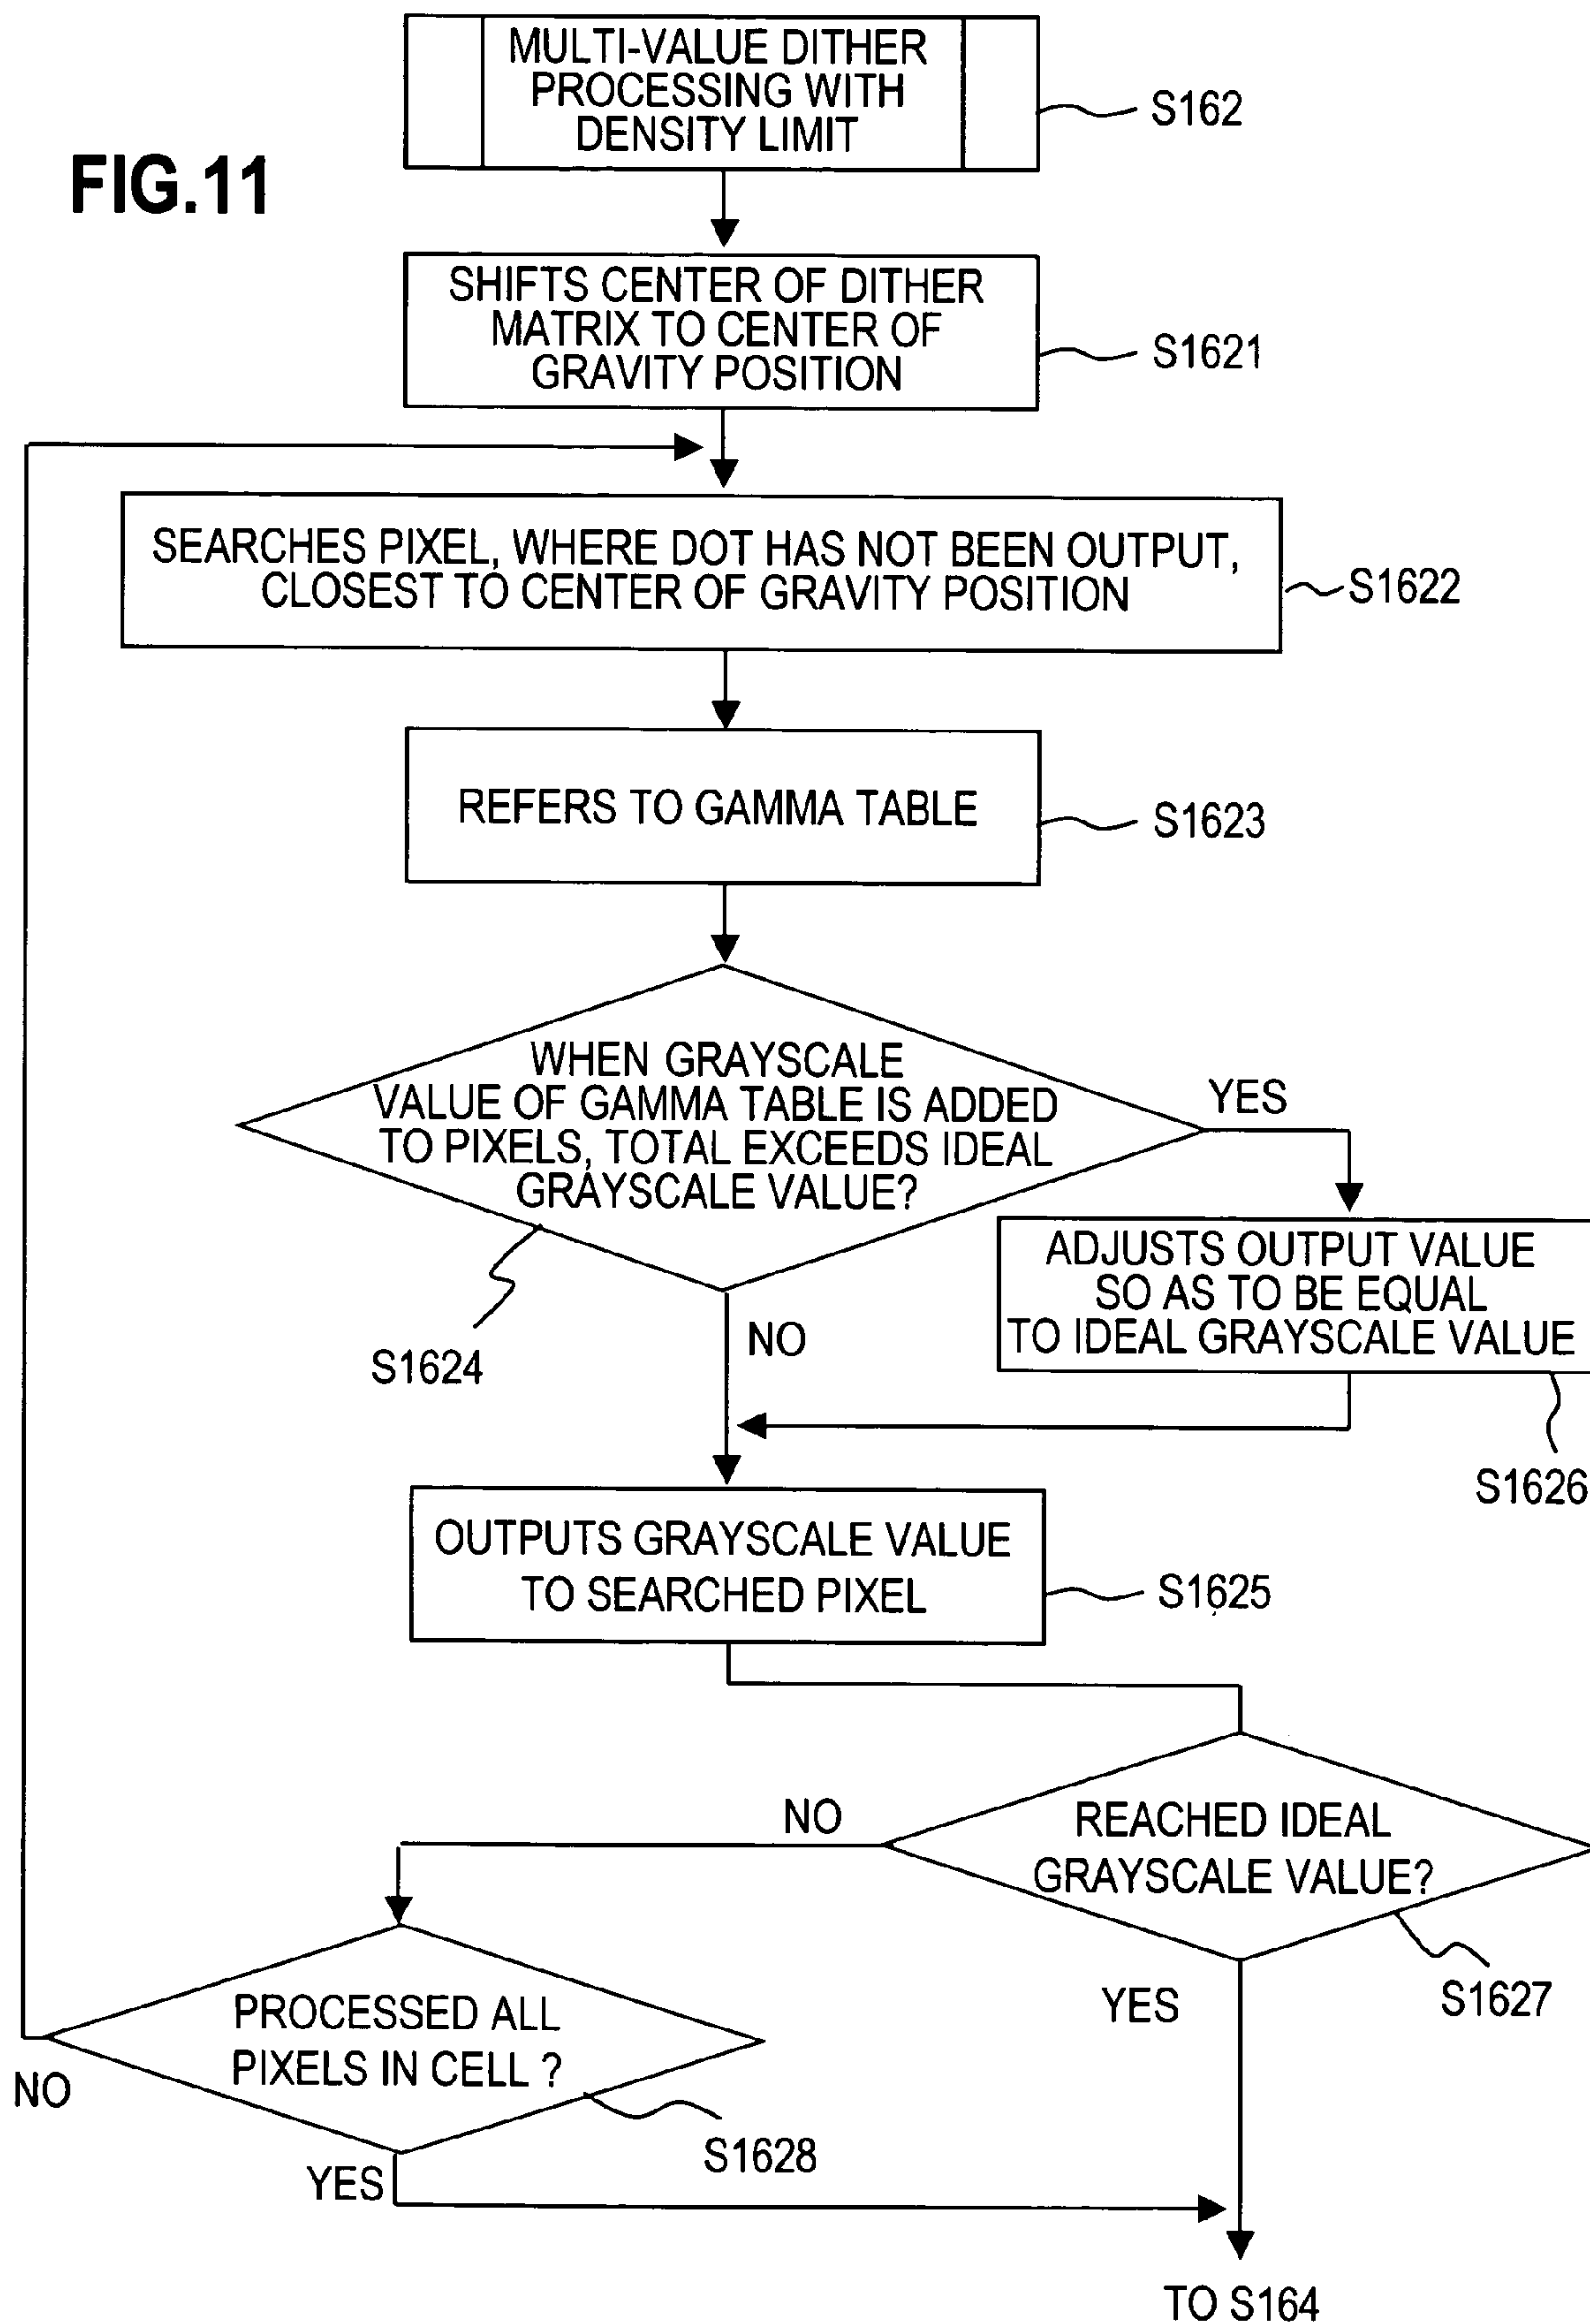 FIG.11
MULTI-VALUE DITHER
PROCESSING WITH
DENSITY LIMIT
S162
SHIFTS CENTER OF DITHER
MATRIX TO CENTER OF
GRAVITY POSITION
S1621
SEARCHES PIXEL, WHERE DOT HAS NOT BEEN OUTPUT,
CLOSEST TO CENTER OF GRAVITY POSITION
S1622
REFERS TO GAMMA TABLE
S1623
WHEN GRAYSCALE
VALUE OF GAMMA TABLE IS ADDED
TO PIXELS, TOTAL EXCEEDS IDEAL
GRAYSCALE VALUE?
YES
S1624
NO
ADJUSTS OUTPUT VALUE
SO AS TO BE EQUAL
TO IDEAL GRAYSCALE VALUE
S1626
OUTPUTS GRAYSCALE VALUE
TO SEARCHED PIXEL
S1625
REACHED IDEAL
GRAYSCALE VALUE?
NO
S1627
YES
PROCESSED ALL
PIXELS IN CELL ?
NO
S1628
YES
TO S164